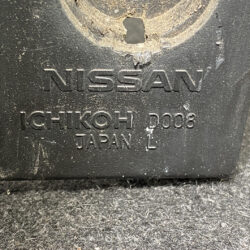 NISSAN
ICHIKOH D008
JAPAN L